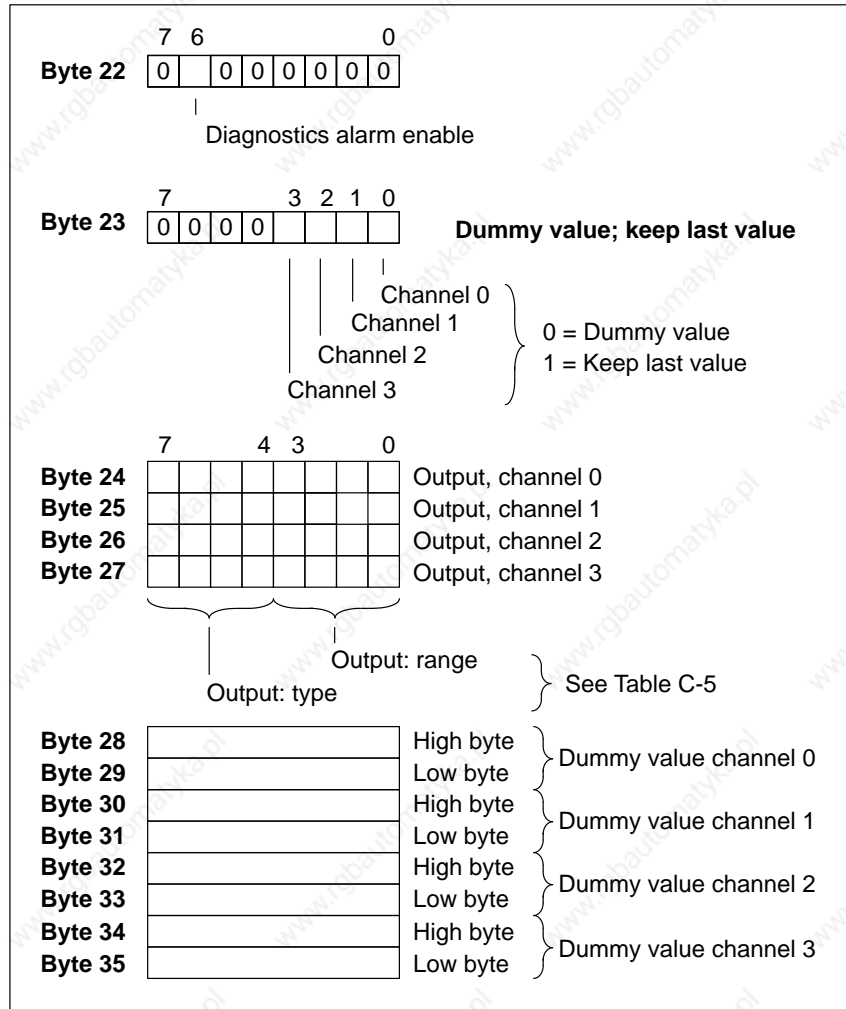 7 6 0
Byte 22 0 0 0 0 0 0 0
Diagnostics alarm enable
7 3 2 1 0
Byte 23 0 0 0 0 Dummy value; keep last value
Channel 0
Channel 1
Channel 2
Channel 3
0 = Dummy value
1 = Keep last value
7 4 3 0
Byte 24 Output, channel 0
Byte 25 Output, channel 1
Byte 26 Output, channel 2
Byte 27 Output, channel 3
Output: range
Output: type
See Table C-5
Byte 28 High byte
Byte 29 Low byte
Dummy value channel 0
Byte 30 High byte
Byte 31 Low byte
Dummy value channel 1
Byte 32 High byte
Byte 33 Low byte
Dummy value channel 2
Byte 34 High byte
Byte 35 Low byte
Dummy value channel 3
www.rgbautomatyka.pl